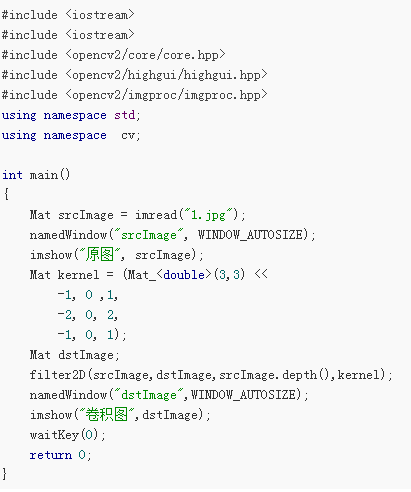 #include <iostream>
#include <iostream>
#include <opencv2/core/core.hpp>
#include <opencv2/highgui/highgui.hpp>
#include <opencv2/imgproc/imgproc.hpp>
using namespace std;
using namespace  cv;
int main()
{
    Mat srcImage = imread("1.jpg");
    namedWindow("srcImage", WINDOW_AUTOSIZE);
    imshow("原图", srcImage);
    Mat kernel = (Mat_<double>(3,3) <<
        -1, 0 ,1,
        -2, 0, 2,
        -1, 0, 1);
    Mat dstImage;
    filter2D(srcImage,dstImage,srcImage.depth(),kernel);
    namedWindow("dstImage",WINDOW_AUTOSIZE);
    imshow("卷积图",dstImage);
    waitKey(0);
    return 0;
}